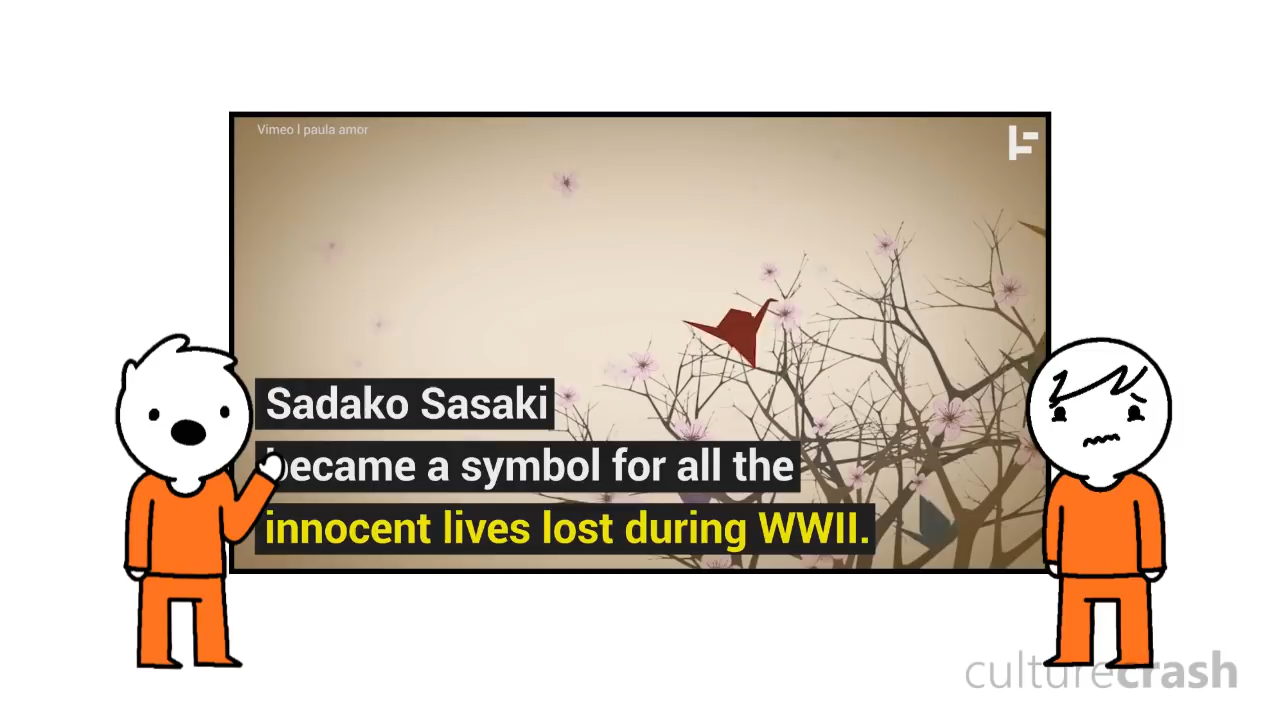 Vimeo l paula amor
Sadako Sasaki
became a symbol for all the
innocent lives lost during WWII.
culturecrash